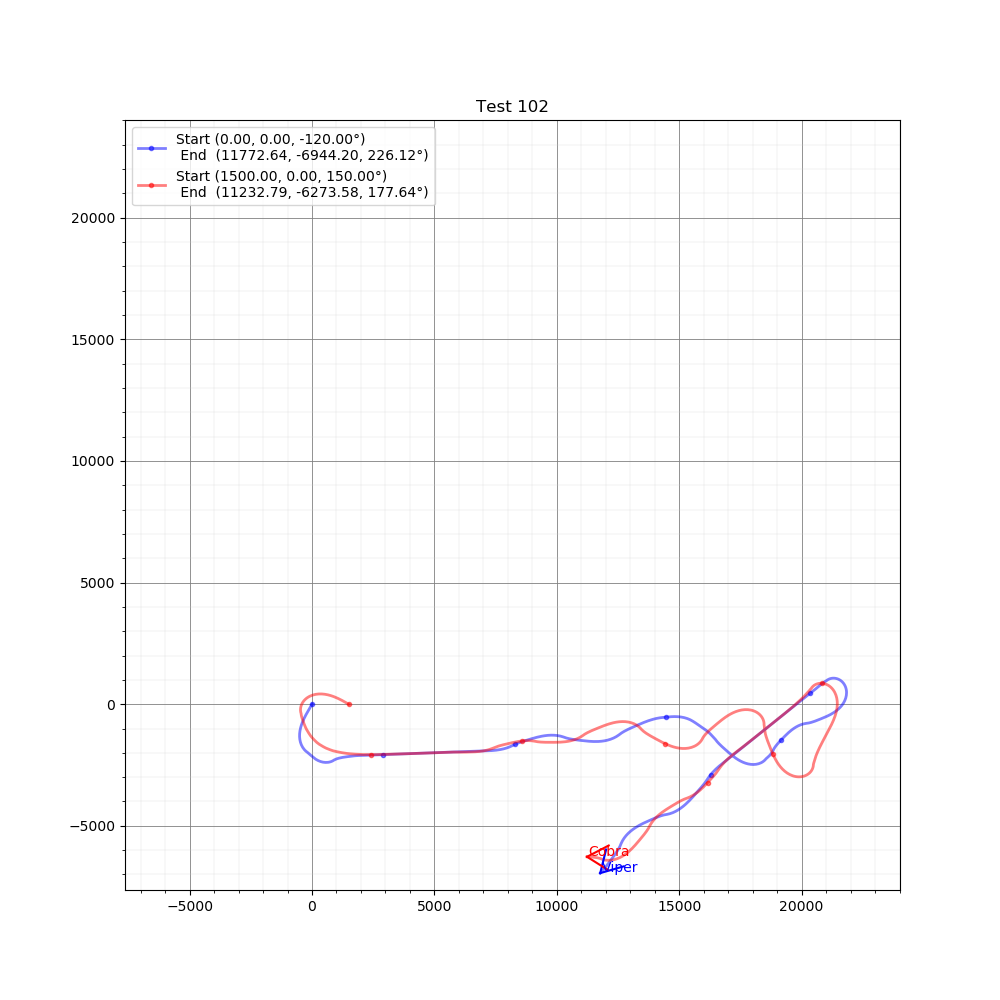 Test 102
Start (0.00, 0.00, -120.00°)
End (11772.64, -6944.20, 226.12°)
Start (1500.00, 0.00, 150.00°)
End (11232.79, -6273.58, 177.64°)
20000
15000
10000
5000
0
−5000
Cobra
Viper
−5000 0 5000 10000 15000 20000